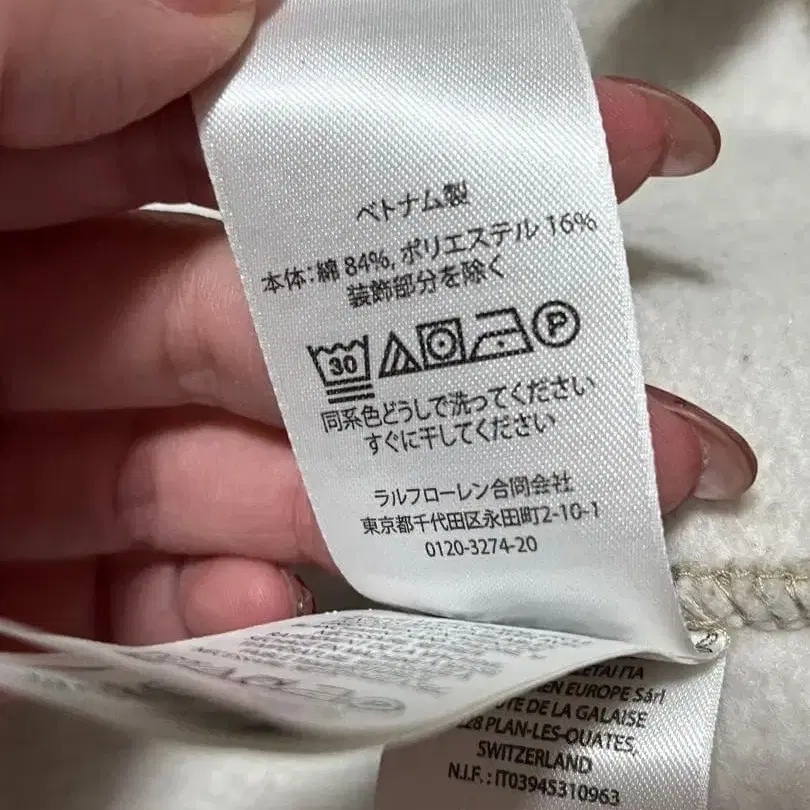 ベトナム製
本体：綿 84%, ポリエステル 16%
装飾部分を除く
30 P
同系色どうしで洗ってください
すぐに干してください
ラルフローレン合同会社
東京都千代田区永田町2-10-1
0120-3274-20
EUROPE Sárl
DE LA GALAISE
228 PLAN-LES-OUATES,
SWITZERLAND
N.I.F. : IT03945310963